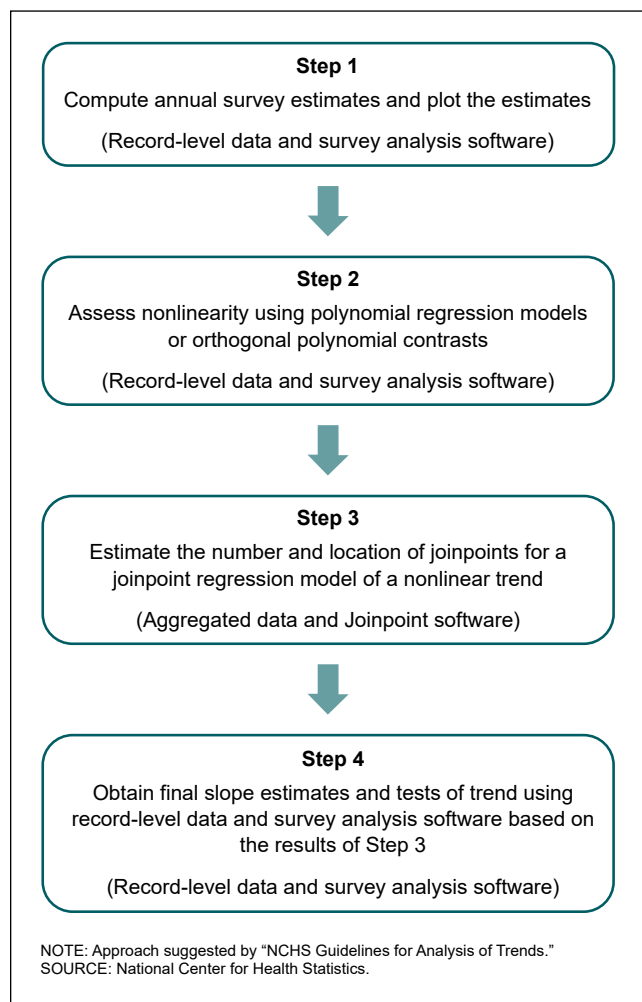 Step 1
Compute annual survey estimates and plot the estimates
(Record-level data and survey analysis software)
Step 2
Assess nonlinearity using polynomial regression models
or orthogonal polynomial contrasts
(Record-level data and survey analysis software)
Step 3
Estimate the number and location of joinpoints for a
joinpoint regression model of a nonlinear trend
(Aggregated data and Joinpoint software)
Step 4
Obtain final slope estimates and tests of trend using
record-level data and survey analysis software based on
the results of Step 3
(Record-level data and survey analysis software)
NOTE: Approach suggested by “NCHS Guidelines for Analysis of Trends.”
SOURCE: National Center for Health Statistics.